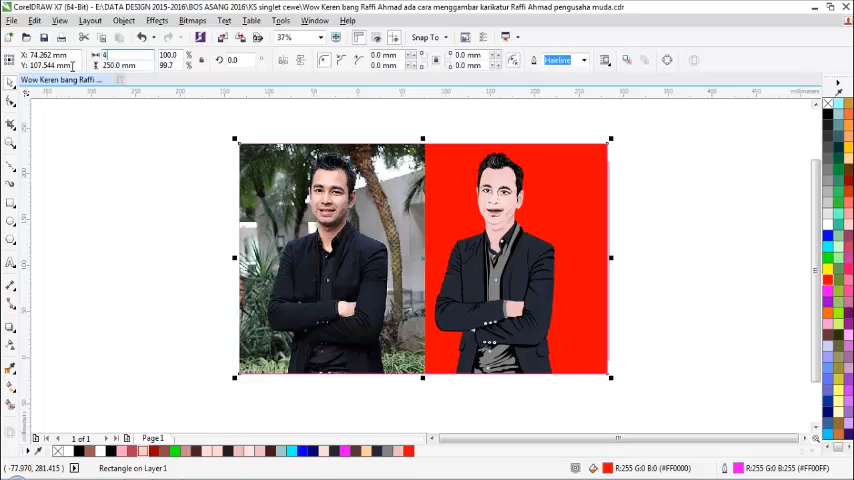 CorelDRAW X7 (64-Bit) - E:\DATA DESIGN 2015-2016\BOS ASANG 2016\KS singlet cewe\Wow Keren bang Raffi Ahmad ada cara menggambar karikatur Raffi Ahmad pengusaha muda.cdr
File Edit View Layout Object Effects Bitmaps Text Table Tools Window Help
37% Snap To
X: 74.262 mm 4 100.0 % 0.0 ° 0.0 mm 0.0 mm Hairline
Y: 107.544 mm 250.0 mm 99.7 % 0.0 mm 0.0 mm
Wow Keren bang Raffi ...
millimeters
1 of 1 Page 1
(-77.970, 281.415) Rectangle on Layer1 R:255 G:0 B:0 (#FF0000) R:255 G:0 B:255 (#FF00FF)